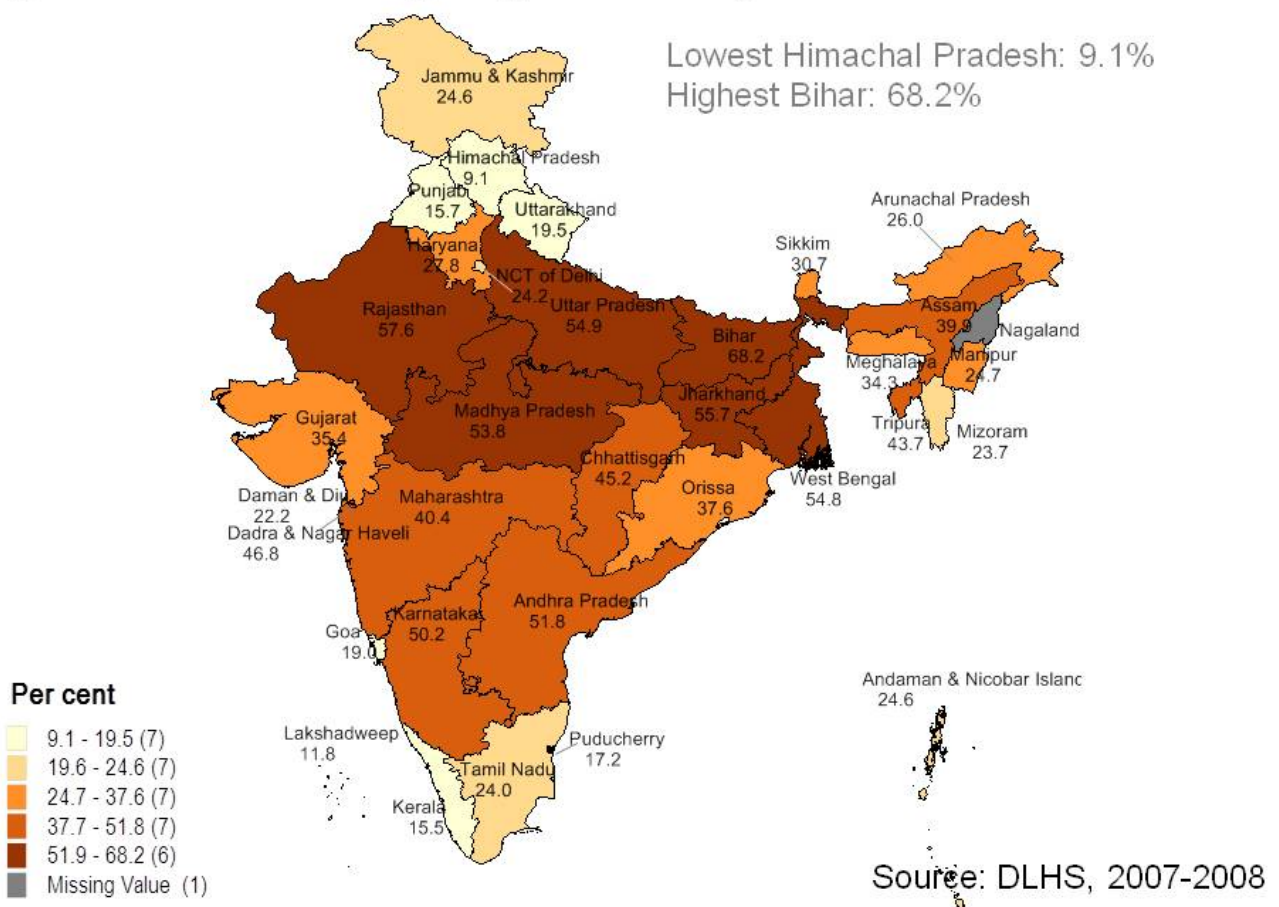 Lowest Himachal Pradesh: 9.1%
Highest Bihar: 68.2%
Jammu & Kashmir
24.6
Himachal Pradesh
9.1
Punjab
15.7
Uttarakhand
19.5
Arunachal Pradesh
26.0
Haryana
27.8
NCT of Delhi
24.2
Sikkim
30.7
Rajasthan
57.6
Uttar Pradesh
54.9
Bihar
68.2
Assam
39.9
Nagaland
Meghalaya
34.3
Manipur
24.7
Gujarat
35.4
Madhya Pradesh
53.8
Jharkhand
55.7
Tripura
43.7
Mizoram
23.7
Chhattisgarh
45.2
West Bengal
54.8
Daman & Diu
22.2
Dadra & Nagar Haveli
46.8
Maharashtra
40.4
Orissa
37.6
Karnataka
50.2
Andhra Pradesh
51.8
Goa
19.0
Andaman & Nicobar Islanc
24.6
Lakshadweep
11.8
Puducherry
17.2
Tamil Nadu
24.0
Kerala
15.5
Per cent
9.1 - 19.5 (7)
19.6 - 24.6 (7)
24.7 - 37.6 (7)
37.7 - 51.8 (7)
51.9 - 68.2 (6)
Missing Value (1)
Source: DLHS, 2007-2008